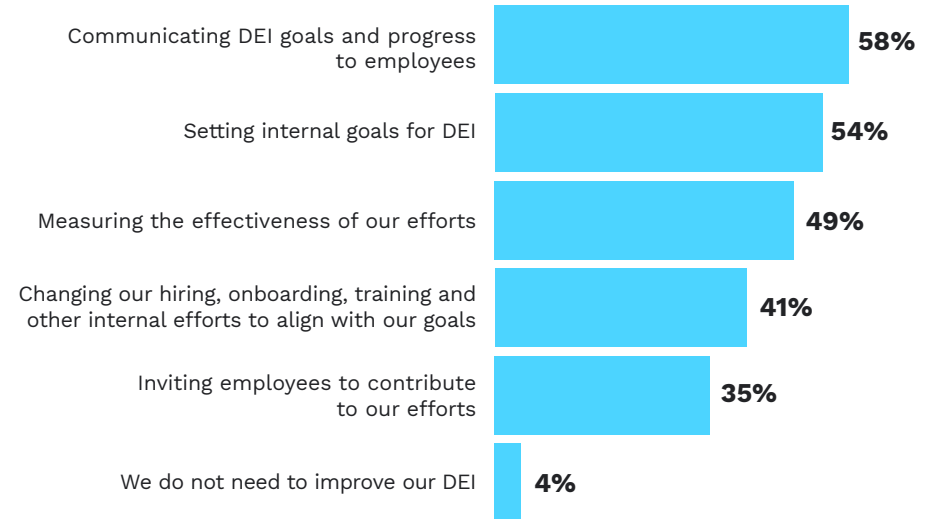 Communicating DEI goals and progress
to employees
58%
Setting internal goals for DEI
54%
Measuring the effectiveness of our efforts
49%
Changing our hiring, onboarding, training and
other internal efforts to align with our goals
41%
Inviting employees to contribute
to our efforts
35%
We do not need to improve our DEI
4%